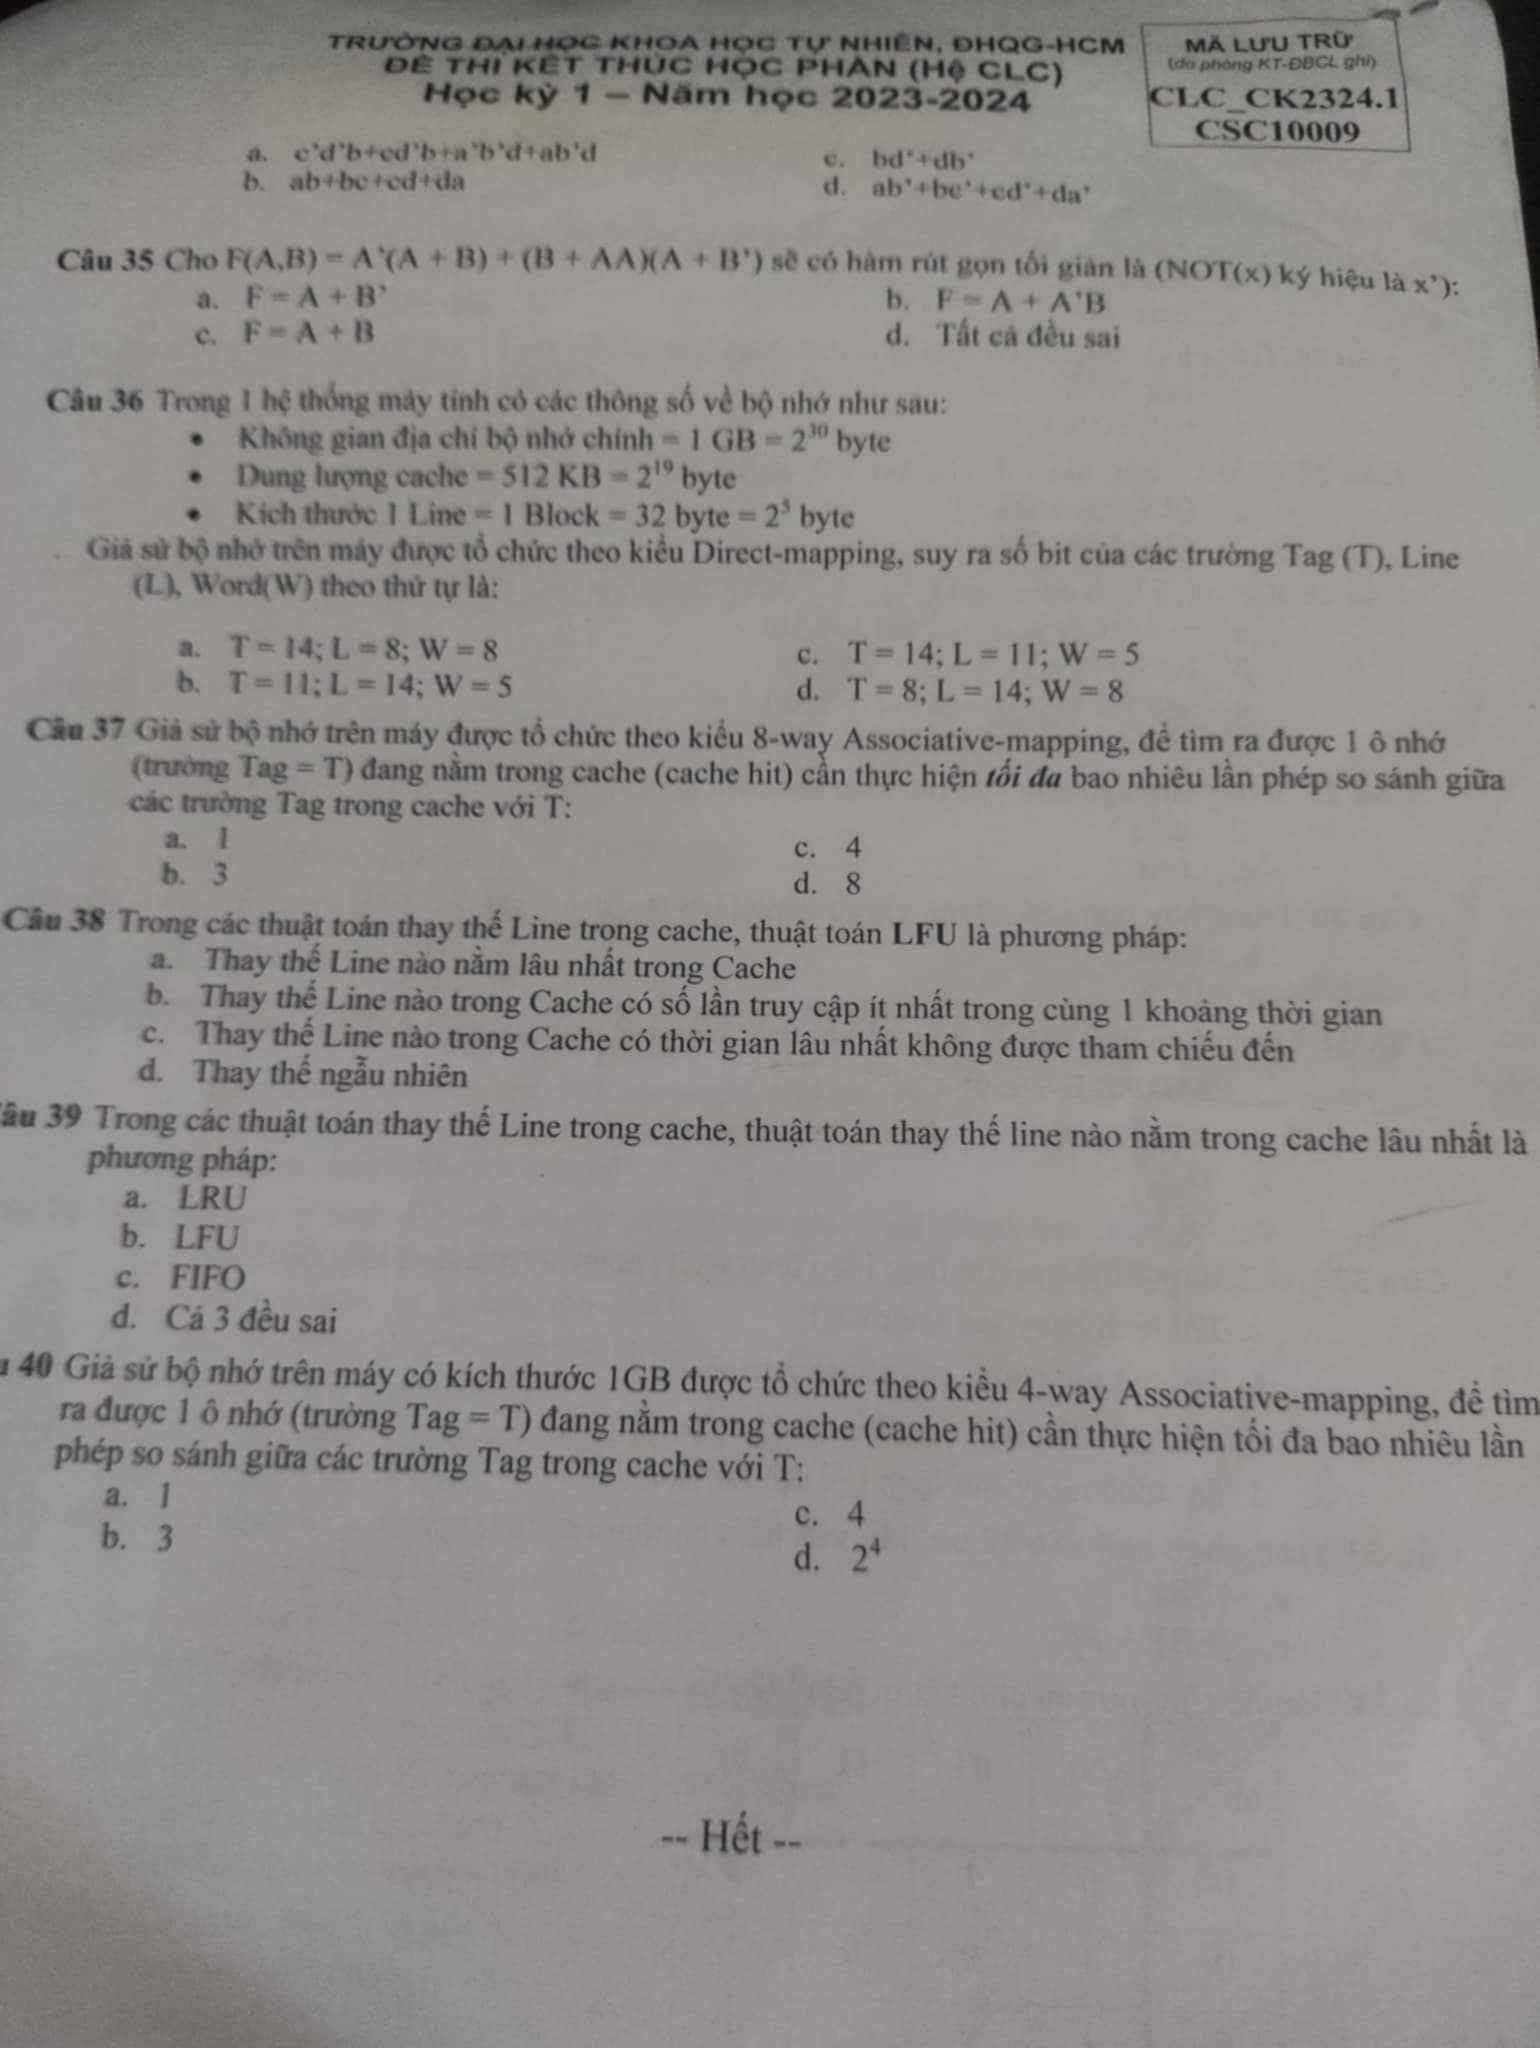 TRƯỜNG ĐẠI HỌC KHOA HỌC TỰ NHIÊN, ĐHQG-HCM
ĐỀ THI KẾT THÚC HỌC PHẦN (Hệ CLC)
Học kỳ 1 – Năm học 2023-2024
MÃ LƯU TRỮ
(do phòng KT-ĐBCL ghi)
CLC_CK2324.1
CSC10009
a. c’d’b+cd’b+a’b’d+ab’d
c. bd’+db’
b. ab+bc+cd+da
d. ab’+bc’+cd’+da’
Câu 35 Cho F(A,B) = A’(A + B) + (B + AA)(A + B’) sẽ có hàm rút gọn tối giản là (NOT(x) ký hiệu là x’):
a. F = A + B’
b. F = A + A’B
c. F = A + B
d. Tất cả đều sai
Câu 36 Trong 1 hệ thống máy tính có các thông số về bộ nhớ như sau:
• Không gian địa chỉ bộ nhớ chính = 1 GB = 2³⁰ byte
• Dung lượng cache = 512 KB = 2¹⁹ byte
• Kích thước 1 Line = 1 Block = 32 byte = 2⁵ byte
Giả sử bộ nhớ trên máy được tổ chức theo kiểu Direct-mapping, suy ra số bit của các trường Tag (T), Line
(L), Word(W) theo thứ tự là:
a. T = 14; L = 8; W = 8
c. T = 14; L = 11; W = 5
b. T = 11; L = 14; W = 5
d. T = 8; L = 14; W = 8
Câu 37 Giả sử bộ nhớ trên máy được tổ chức theo kiểu 8-way Associative-mapping, để tìm ra được 1 ô nhớ
(trường Tag = T) đang nằm trong cache (cache hit) cần thực hiện tối đa bao nhiêu lần phép so sánh giữa
các trường Tag trong cache với T:
a. 1
c. 4
b. 3
d. 8
Câu 38 Trong các thuật toán thay thế Line trong cache, thuật toán LFU là phương pháp:
a. Thay thế Line nào nằm lâu nhất trong Cache
b. Thay thế Line nào trong Cache có số lần truy cập ít nhất trong cùng 1 khoảng thời gian
c. Thay thế Line nào trong Cache có thời gian lâu nhất không được tham chiếu đến
d. Thay thế ngẫu nhiên
âu 39 Trong các thuật toán thay thế Line trong cache, thuật toán thay thế line nào nằm trong cache lâu nhất là
phương pháp:
a. LRU
b. LFU
c. FIFO
d. Cả 3 đều sai
u 40 Giả sử bộ nhớ trên máy có kích thước 1GB được tổ chức theo kiểu 4-way Associative-mapping, để tìm
ra được 1 ô nhớ (trường Tag = T) đang nằm trong cache (cache hit) cần thực hiện tối đa bao nhiêu lần
phép so sánh giữa các trường Tag trong cache với T:
a. 1
c. 4
b. 3
d. 2⁴
-- Hết --